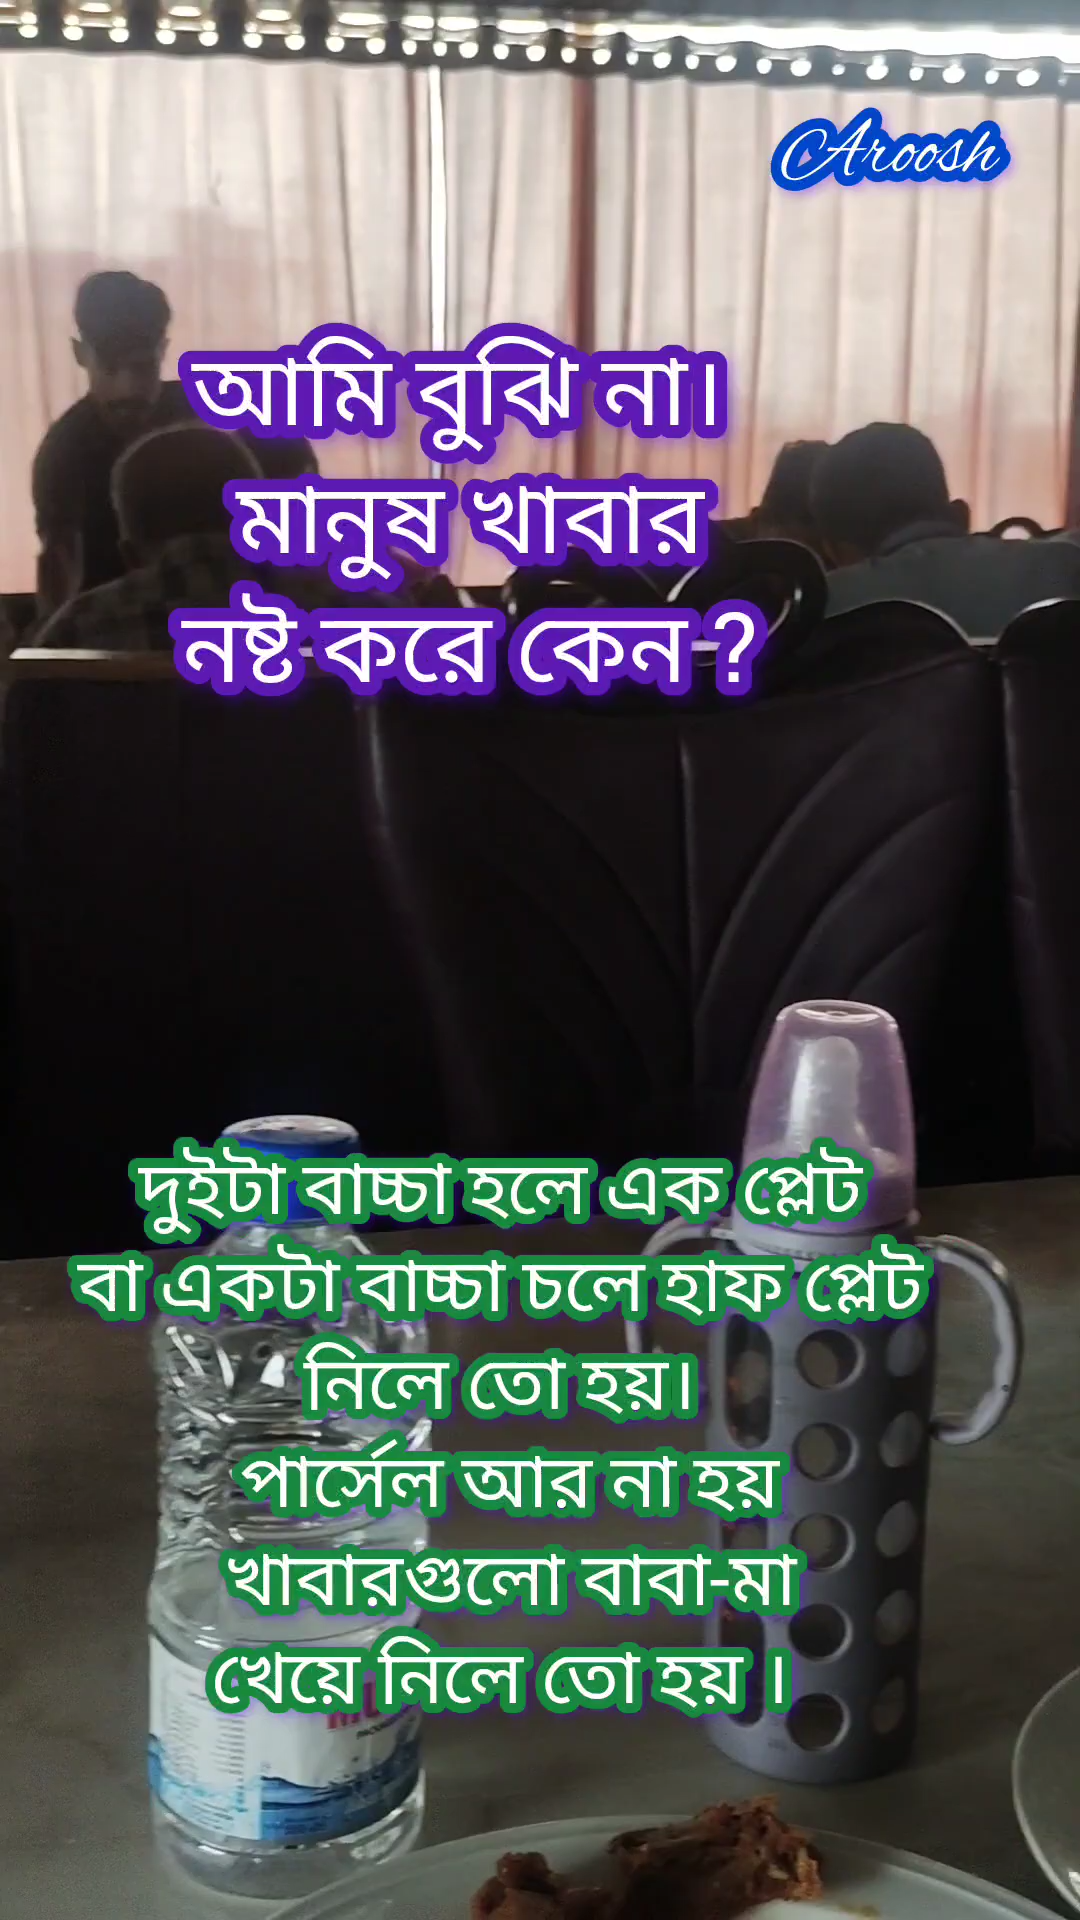 Aroosh
আমি বুঝি না।
মানুষ খাবার
নষ্ট করে কেন ?
দুইটা বাচ্চা হলে এক প্লেট
বা একটা বাচ্চা চলে হাফ প্লেট
নিলে তো হয়।
পার্সেল আর না হয়
খাবারগুলো বাবা-মা
খেয়ে নিলে তো হয় ।